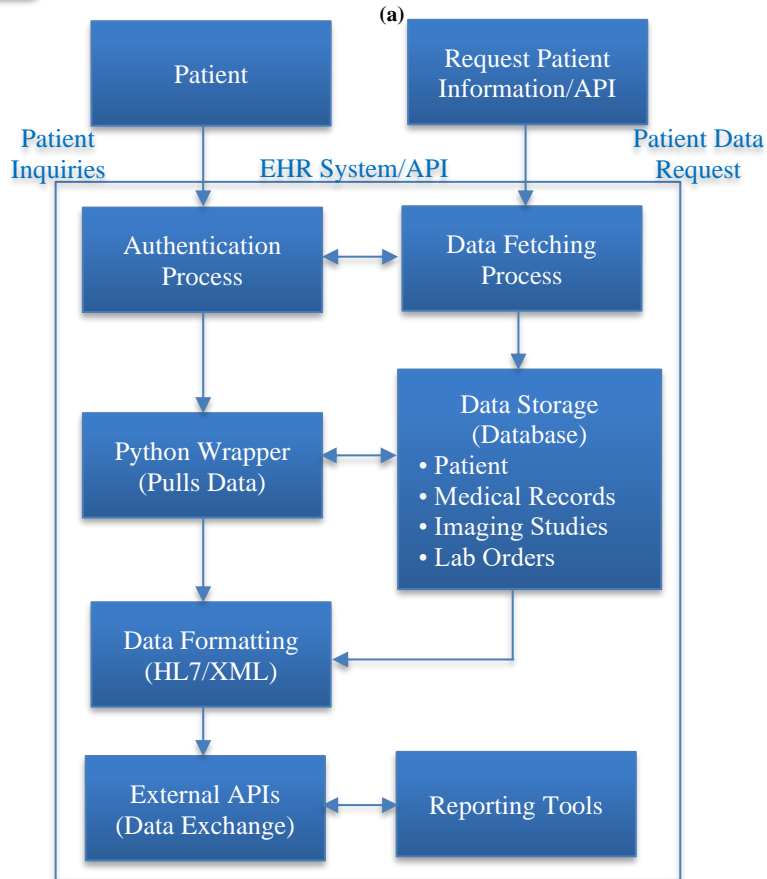 (a)
Patient
Request Patient
Information/API
Patient
Inquiries
EHR System/API
Patient Data
Request
Authentication
Process
Data Fetching
Process
Python Wrapper
(Pulls Data)
Data Storage
(Database)
• Patient
• Medical Records
• Imaging Studies
• Lab Orders
Data Formatting
(HL7/XML)
External APIs
(Data Exchange)
Reporting Tools